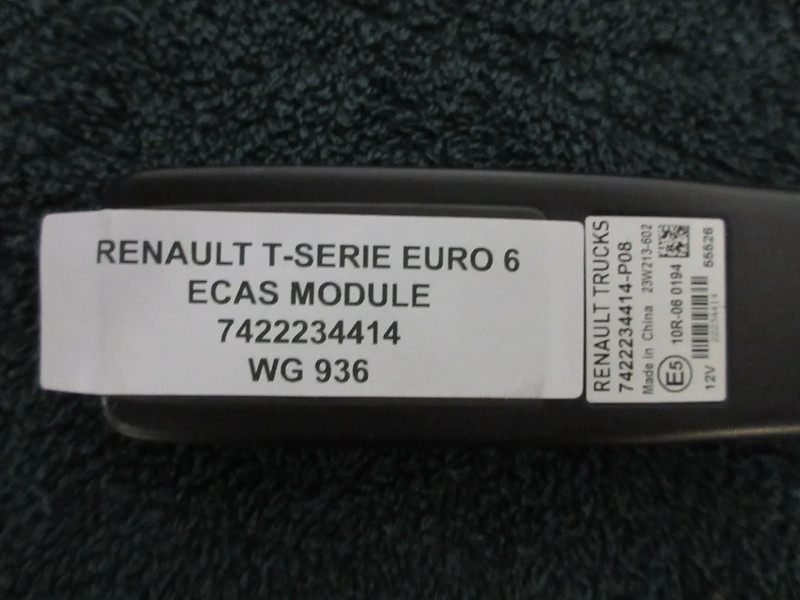 RENAULT T-SERIE EURO 6
ECAS MODULE
7422234414
WG 936
RENAULT TRUCKS
7422234414-P08
Made in China 23W213-602
E5 10R-06 0194
12V 55526